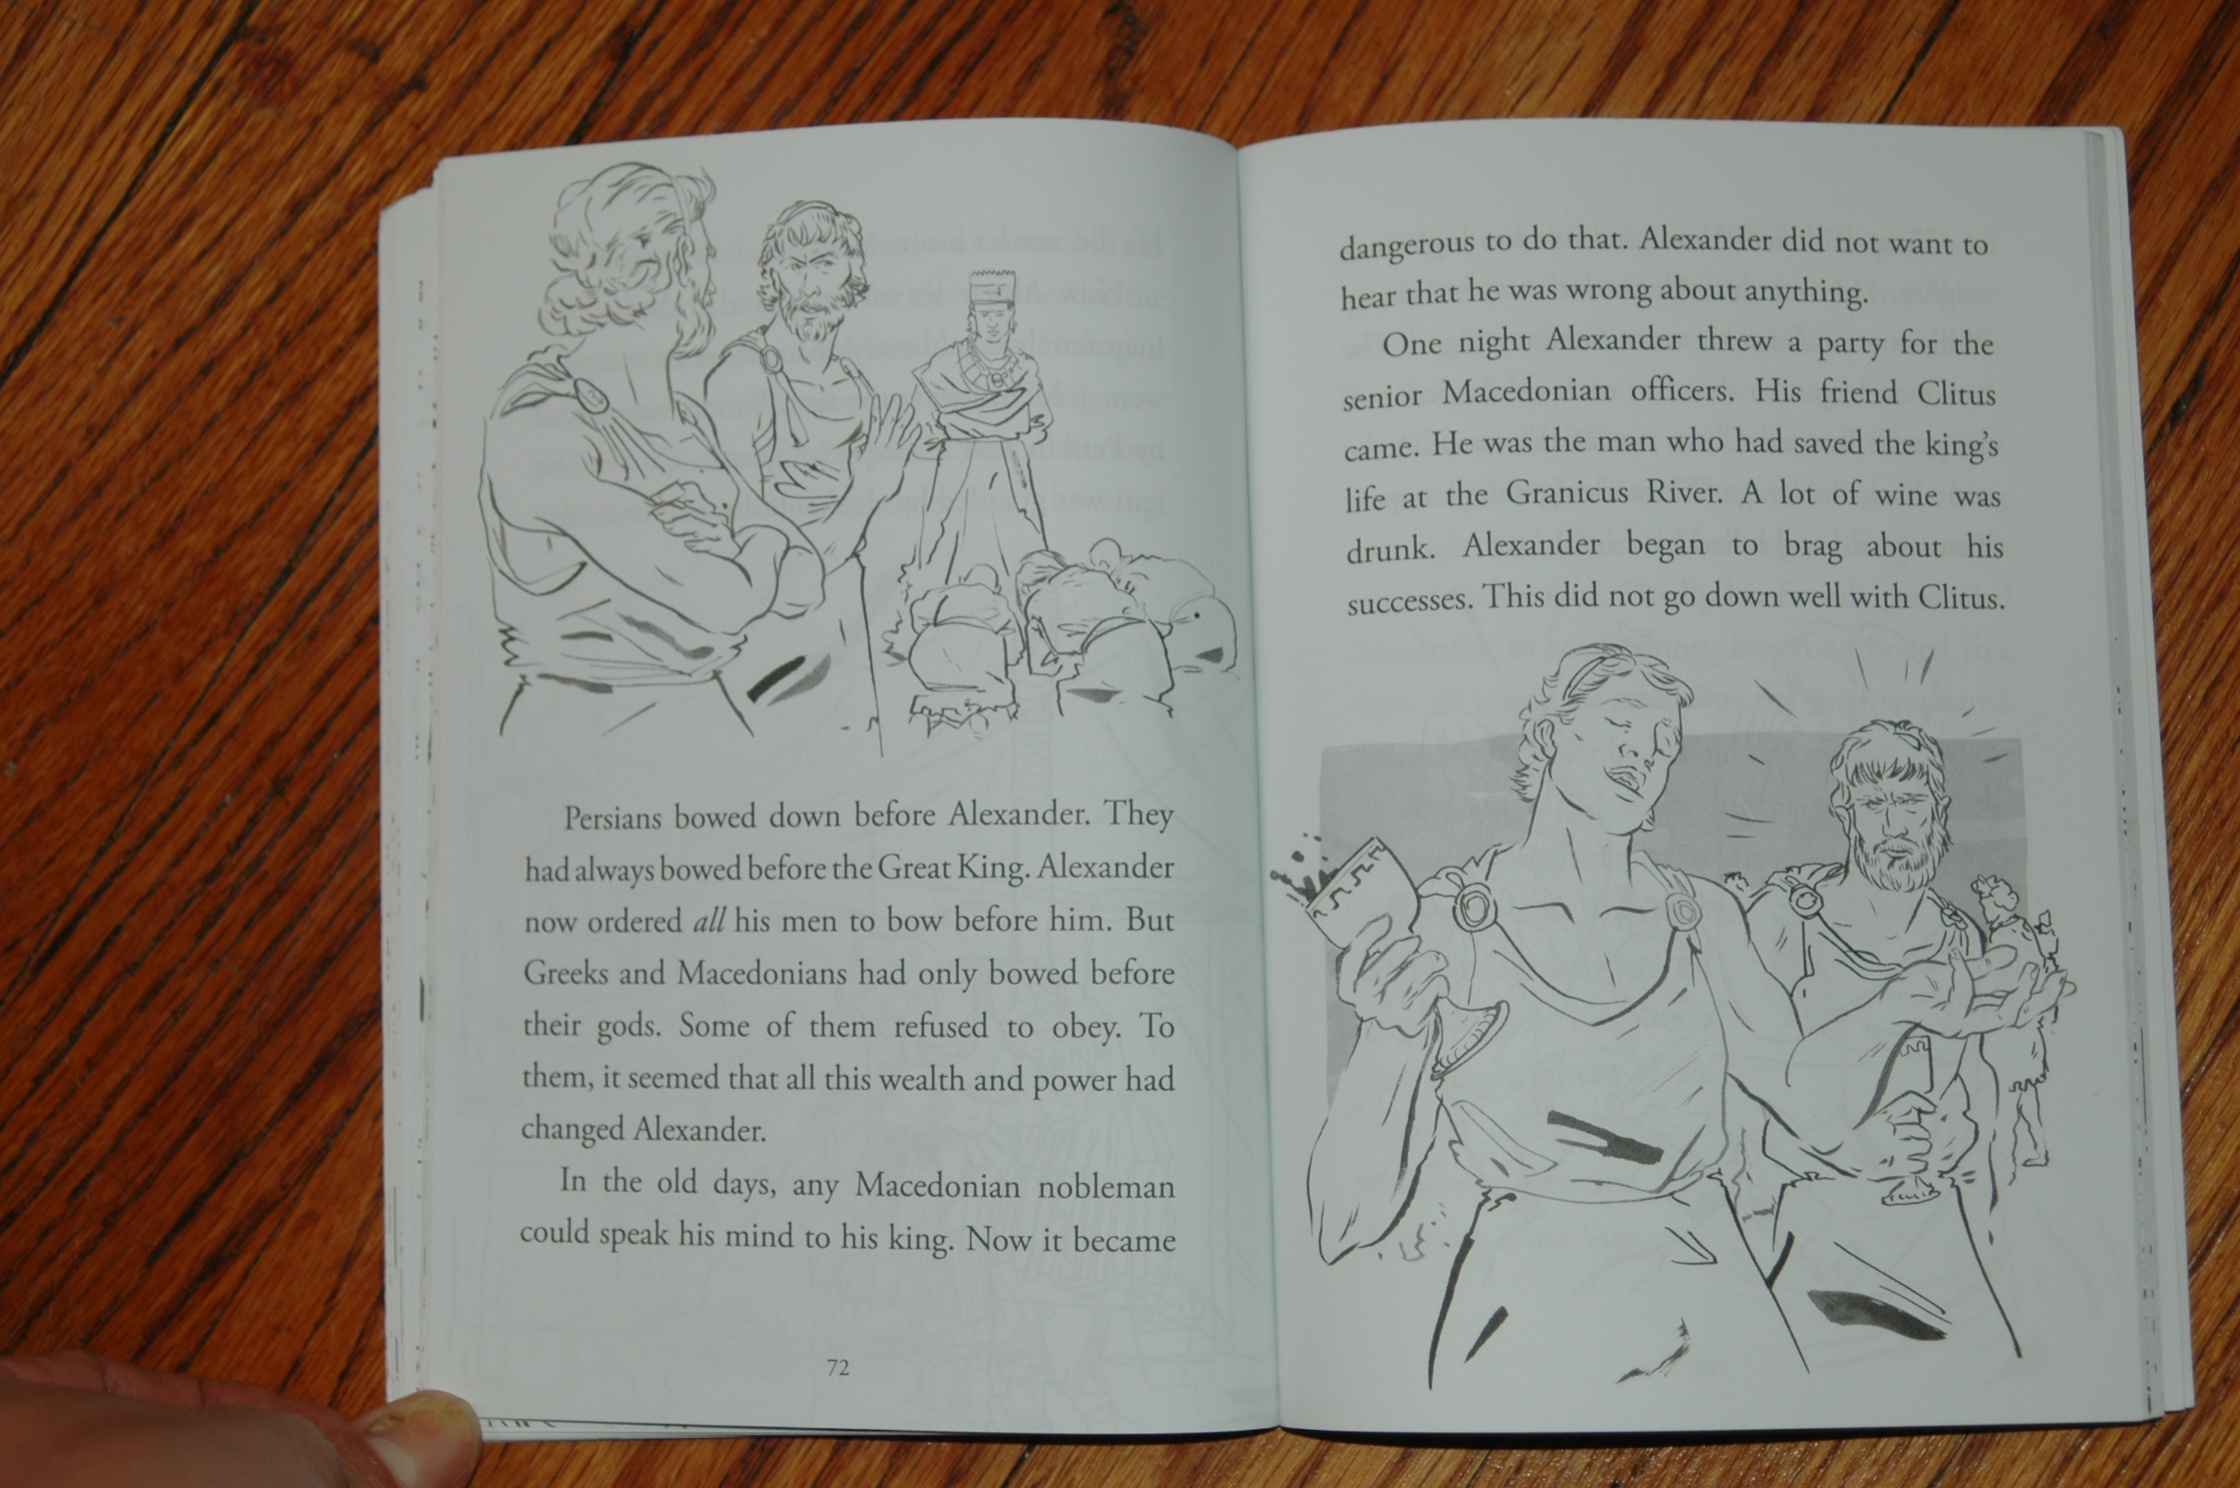 Persians bowed down before Alexander. They
had always bowed before the Great King. Alexander
now ordered all his men to bow before him. But
Greeks and Macedonians had only bowed before
their gods. Some of them refused to obey. To
them, it seemed that all this wealth and power had
changed Alexander.
In the old days, any Macedonian nobleman
could speak his mind to his king. Now it became
72
dangerous to do that. Alexander did not want to
hear that he was wrong about anything.
One night Alexander threw a party for the
senior Macedonian officers. His friend Clitus
came. He was the man who had saved the king's
life at the Granicus River. A lot of wine was
drunk. Alexander began to brag about his
successes. This did not go down well with Clitus.